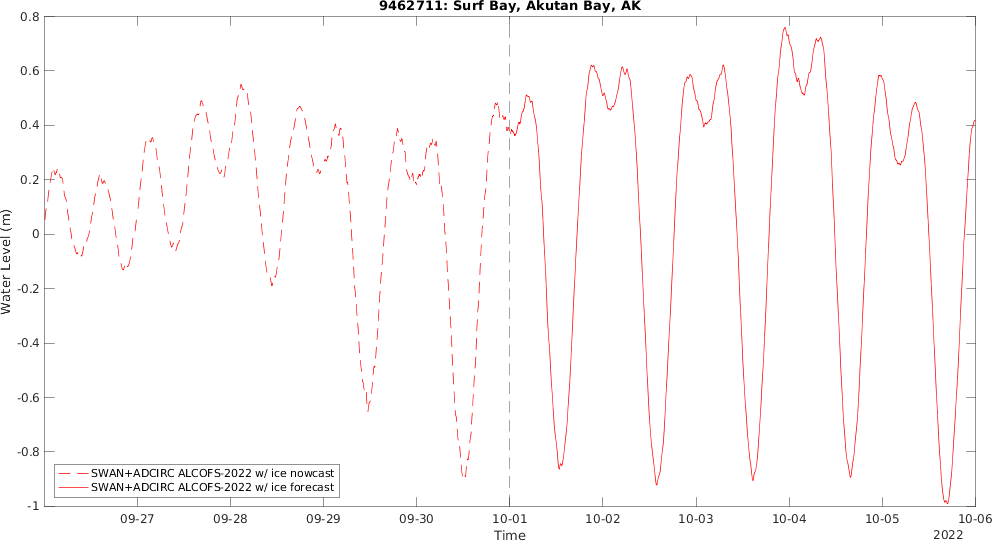 9462711: Surf Bay, Akutan Bay, AK
Water Level (m)
0.8
0.6
0.4
0.2
0
-0.2
-0.4
-0.6
-0.8
-1
SWAN+ADCIRC ALCOFS-2022 w/ ice nowcast
SWAN+ADCIRC ALCOFS-2022 w/ ice forecast
09-27 09-28 09-29 09-30 10-01 10-02 10-03 10-04 10-05 10-06
Time
2022